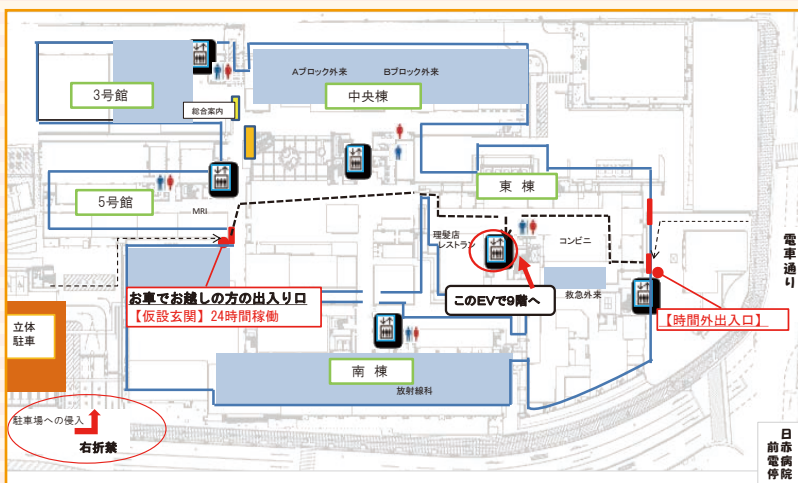 3号館
Aブロック外来
Bブロック外来
中央棟
総合案内
5号館
MRI
東 棟
理髪店
レストラン
コンビニ
救急外来
このEVで9階へ
電車通り
お車でお越しの方の出入り口
【仮設玄関】24時間稼働
【時間外出入口】
立体
駐車
南 棟
放射線科
駐車場への侵入
右折禁
日赤病院
前電停